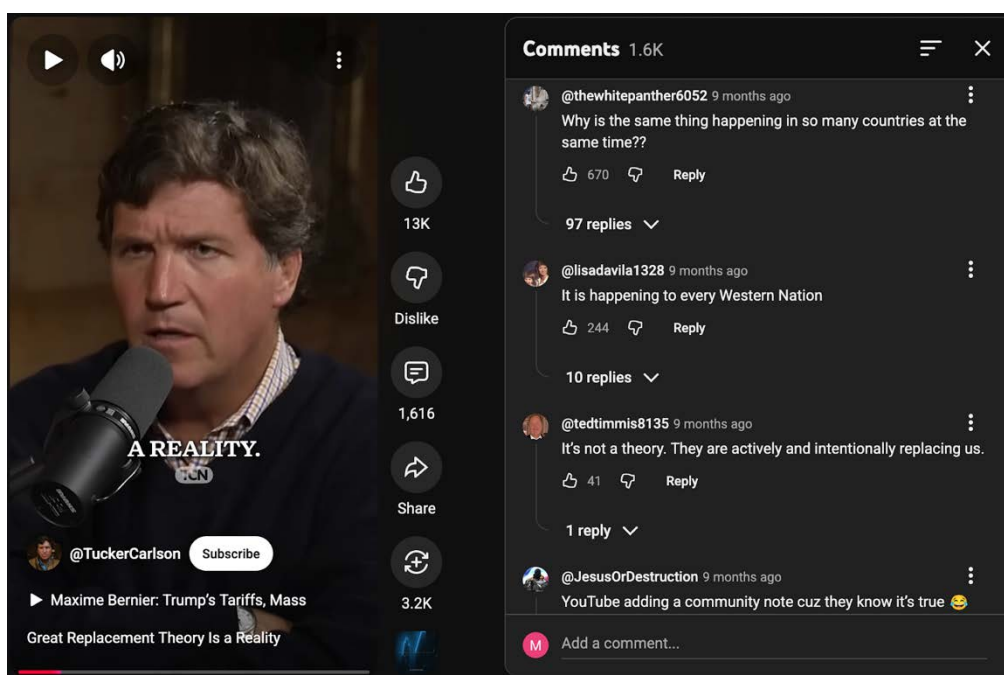 A REALITY.
TCN
@TuckerCarlson Subscribe
Maxime Bernier: Trump's Tariffs, Mass
Great Replacement Theory Is a Reality
13K
Dislike
1,616
Share
3.2K
Comments 1.6K
@thewhitepanther6052 9 months ago
Why is the same thing happening in so many countries at the
same time??
670 Reply
97 replies
@lisadavila1328 9 months ago
It is happening to every Western Nation
244 Reply
10 replies
@tedtimmis8135 9 months ago
It's not a theory. They are actively and intentionally replacing us.
41 Reply
1 reply
@JesusOrDestruction 9 months ago
YouTube adding a community note cuz they know it's true 😂
M Add a comment...